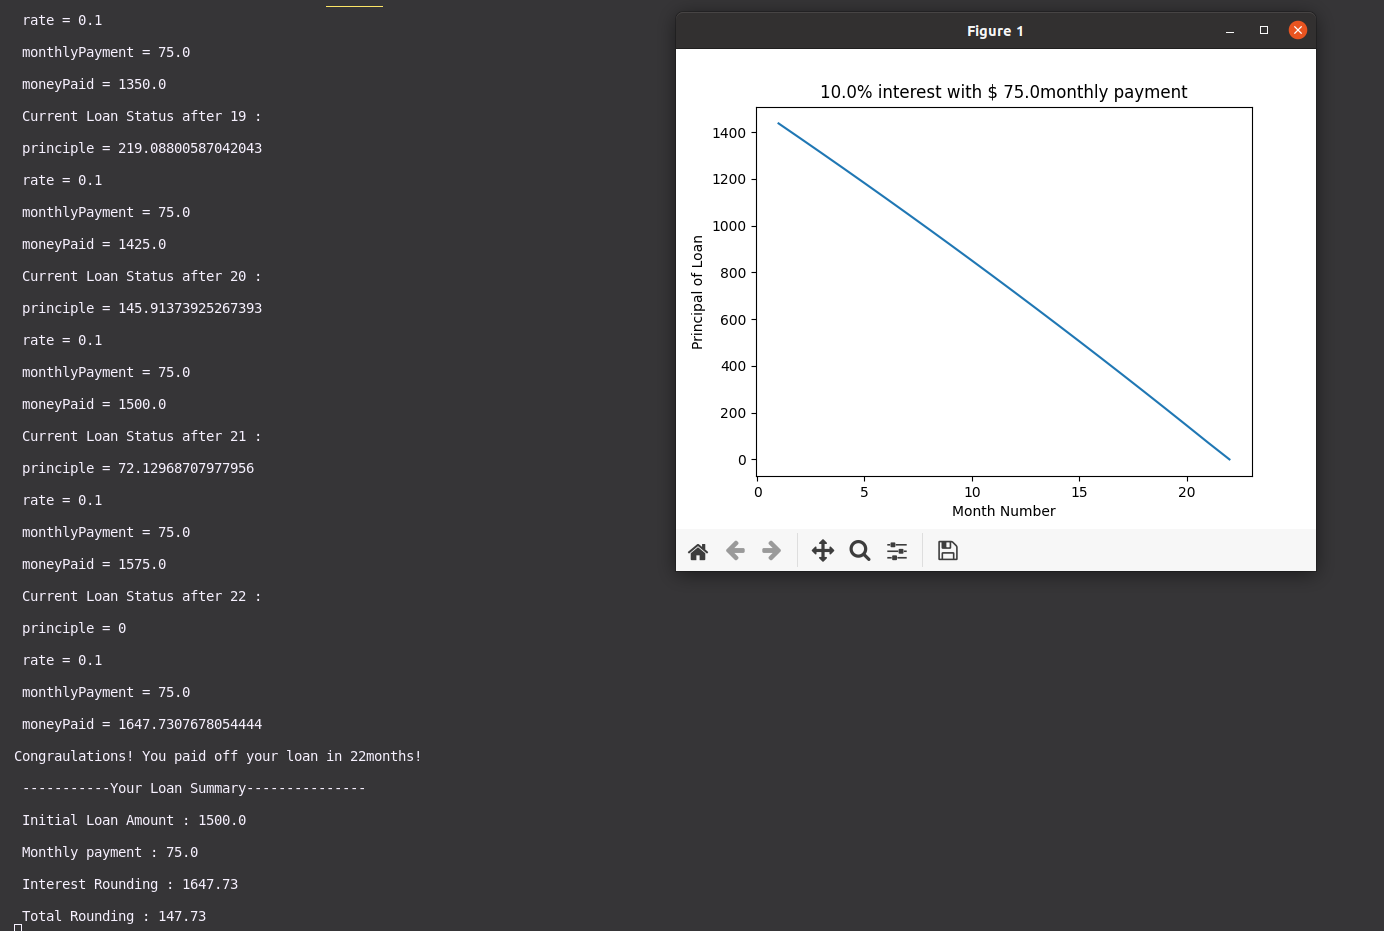 rate = 0.1
monthlyPayment = 75.0
moneyPaid = 1350.0
Current Loan Status after 19 :
principle = 219.08800587042043
rate = 0.1
monthlyPayment = 75.0
moneyPaid = 1425.0
Current Loan Status after 20 :
principle = 145.91373925267393
rate = 0.1
monthlyPayment = 75.0
moneyPaid = 1500.0
Current Loan Status after 21 :
principle = 72.12968707977956
rate = 0.1
monthlyPayment = 75.0
moneyPaid = 1575.0
Current Loan Status after 22 :
principle = 0
rate = 0.1
monthlyPayment = 75.0
moneyPaid = 1647.7307678054444
Congraulations! You paid off your loan in 22months!
-----------Your Loan Summary---------------
Initial Loan Amount : 1500.0
Monthly payment : 75.0
Interest Rounding : 1647.73
Total Rounding : 147.73
Figure 1
10.0% interest with $ 75.0monthly payment
Principal of Loan
1400
1200
1000
800
600
400
200
0
0 5 10 15 20
Month Number